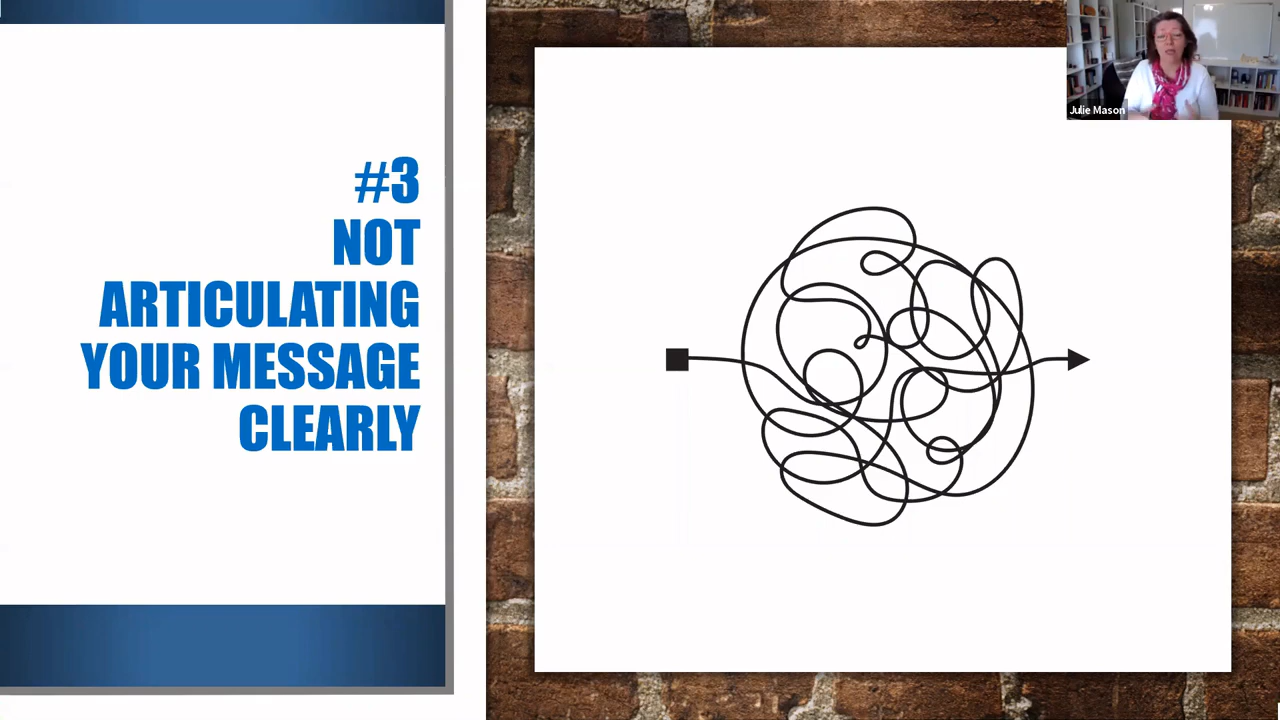 #3
NOT
ARTICULATING
YOUR MESSAGE
CLEARLY
Julie Mason